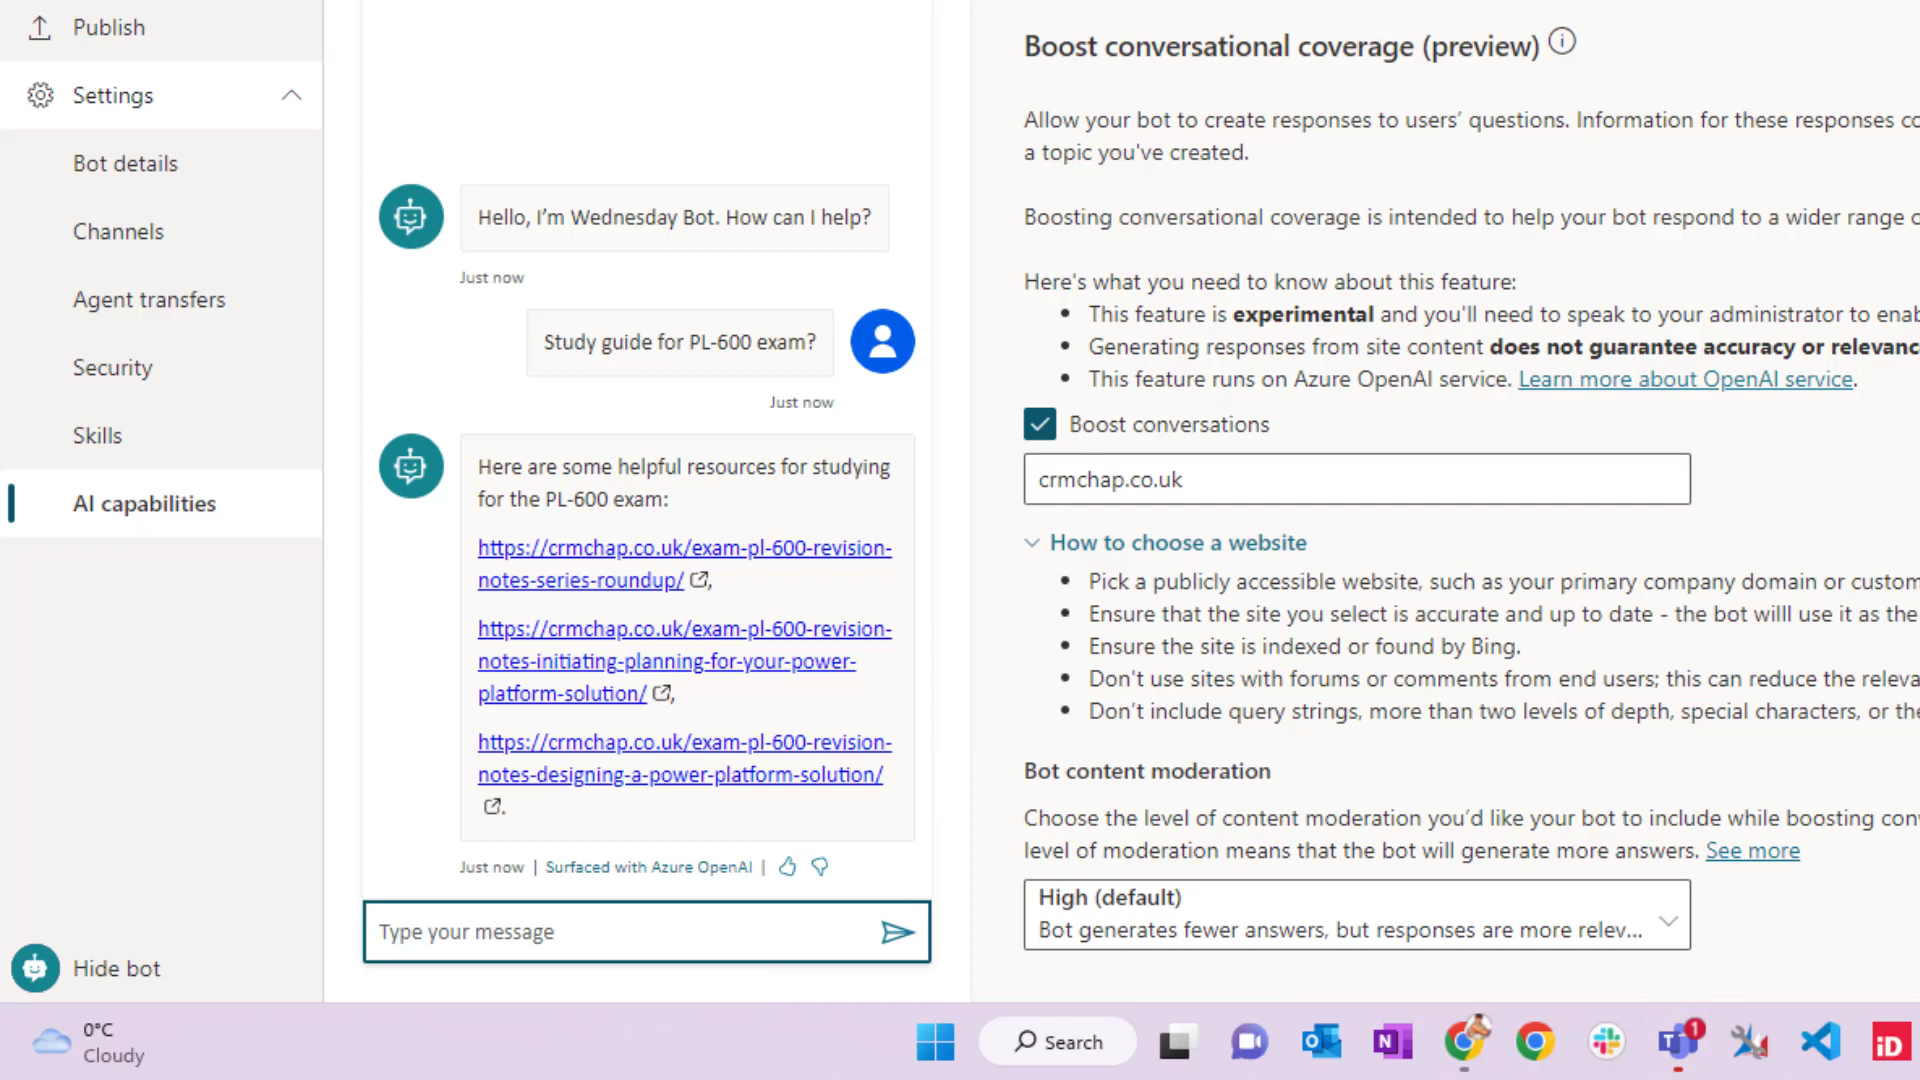 Publish
Settings
Bot details
Channels
Agent transfers
Security
Skills
AI capabilities
Hide bot
Hello, I’m Wednesday Bot. How can I help?
Just now
Study guide for PL-600 exam?
Just now
Here are some helpful resources for studying
for the PL-600 exam:
https://crmchap.co.uk/exam-pl-600-revision-
notes-series-roundup/ ,
https://crmchap.co.uk/exam-pl-600-revision-
notes-initiating-planning-for-your-power-
platform-solution/ ,
https://crmchap.co.uk/exam-pl-600-revision-
notes-designing-a-power-platform-solution/
.
Just now | Surfaced with Azure OpenAI |
Type your message
Boost conversational coverage (preview)
Allow your bot to create responses to users’ questions. Information for these responses co
a topic you've created.
Boosting conversational coverage is intended to help your bot respond to a wider range o
Here's what you need to know about this feature:
• This feature is experimental and you'll need to speak to your administrator to enab
• Generating responses from site content does not guarantee accuracy or relevanc
• This feature runs on Azure OpenAI service. Learn more about OpenAI service.
Boost conversations
crmchap.co.uk
How to choose a website
• Pick a publicly accessible website, such as your primary company domain or custom
• Ensure that the site you select is accurate and up to date - the bot willl use it as the
• Ensure the site is indexed or found by Bing.
• Don't use sites with forums or comments from end users; this can reduce the releva
• Don’t include query strings, more than two levels of depth, special characters, or the
Bot content moderation
Choose the level of content moderation you’d like your bot to include while boosting conv
level of moderation means that the bot will generate more answers. See more
High (default)
Bot generates fewer answers, but responses are more relev...
0°C
Cloudy
Search
N
T
1
iD